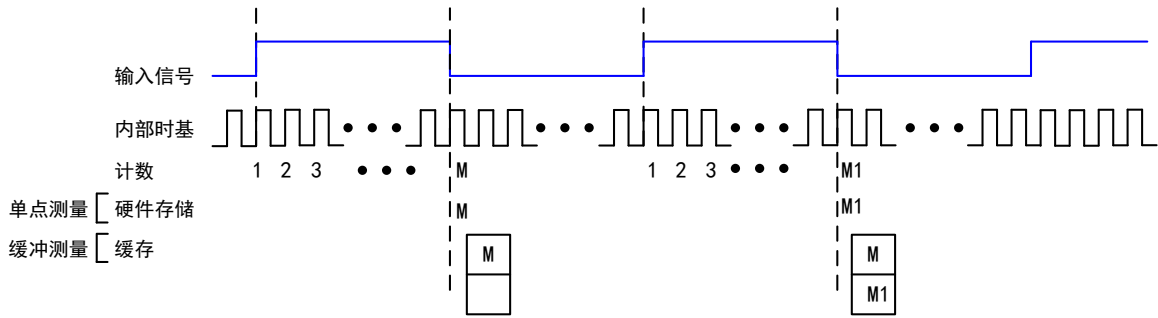 输入信号
内部时基
计数 1 2 3 ••• M 1 2 3 ••• M1
单点测量 [ 硬件存储 M M1
缓冲测量 [ 缓存
M M
M1